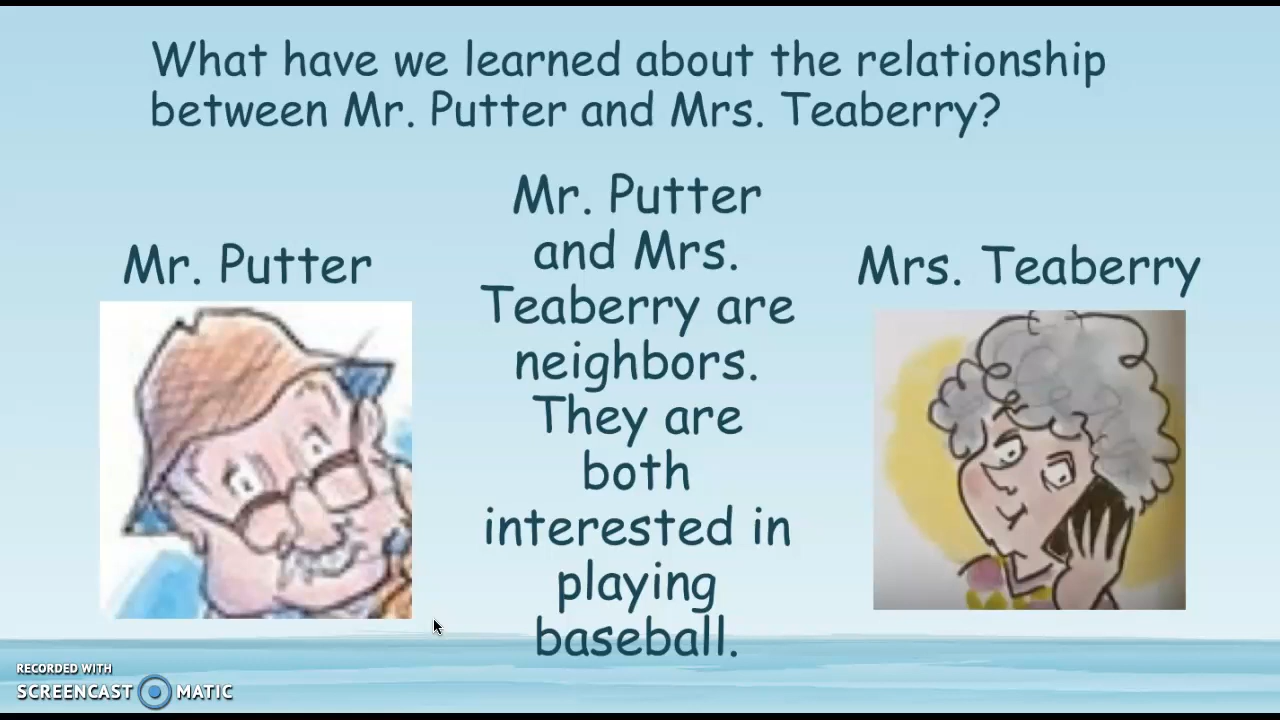 What have we learned about the relationship
between Mr. Putter and Mrs. Teaberry?
Mr. Putter
Mr. Putter
and Mrs.
Teaberry are
neighbors.
They are
both
interested in
playing
baseball.
Mrs. Teaberry
RECORDED WITH
SCREENCAST MATIC